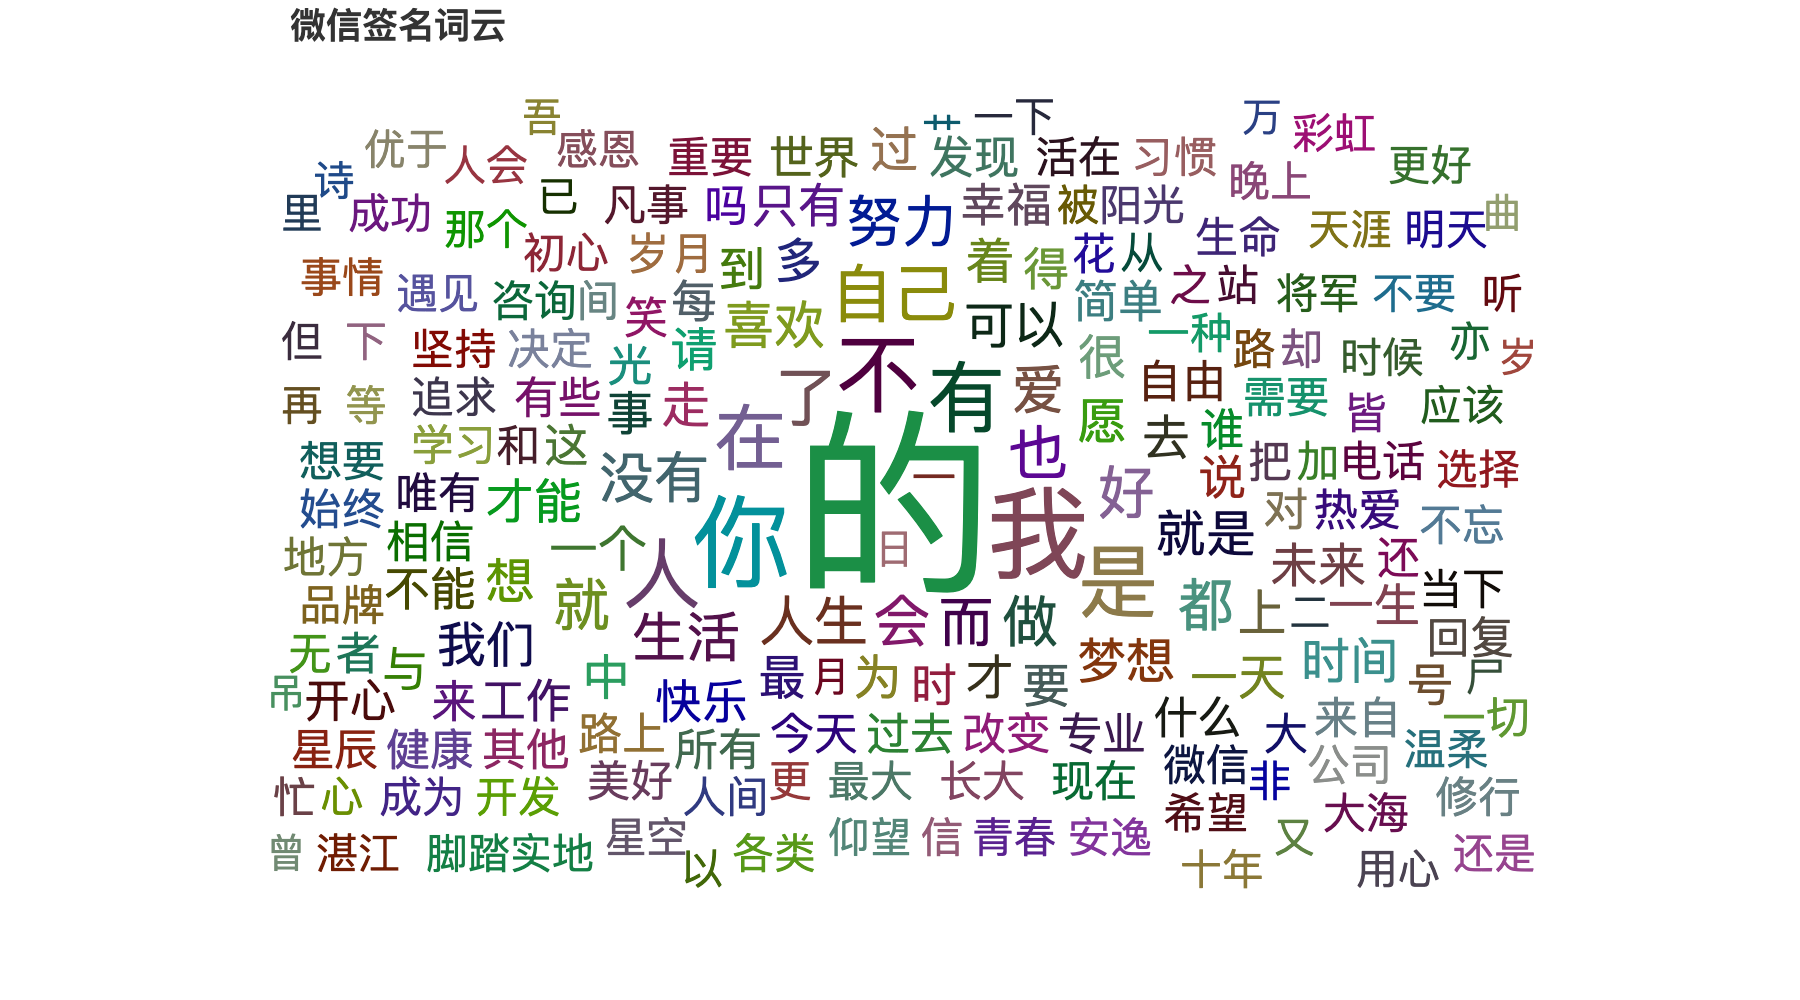 微信签名词云
吾 艹 一下 万 彩虹
优于 人会 感恩 重要 世界 过 发现 活在 习惯 更好
诗 已 晚上
里 成功 那个 凡事 吗 只有 努力 幸福 被 阳光 生命 天涯 明天 曲
初心 岁月 到 多 着 得 花 从
事情 遇见 咨询 间 笑 每 喜欢 自己 可以 简单 之 站 将军 不要 听
但 下 坚持 决定 光 请 不 很 一种 路 却 时候 亦 岁
再 等 追求 有些 事 走 了 有 爱 愿 自由 需要 皆 应该
学习 和 这 在 的 也 去 谁
想要 没有 一 说 把 加 电话 选择
始终 唯有 才能 你 我 好 就是 对 热爱 不忘
地方 相信 一个 人 日 是 未来 还
品牌 不能 想 就 都 上 二 一生 当下
无 者 与 我们 生活 人生 会 而 做 梦想 一天 时间 回复
吊 开心 来 工作 中 快乐 最 月 为 时 才 要 号 尸
星辰 健康 其他 路上 所有 今天 过去 改变 专业 什么 大 来自 一切
忙 心 成为 开发 美好 人间 更 最大 长大 现在 微信 非 公司 温柔
希望 大海 修行
曾 湛江 脚踏实地 星空 以 各类 仰望 信 青春 安逸 十年 又 用心 还是